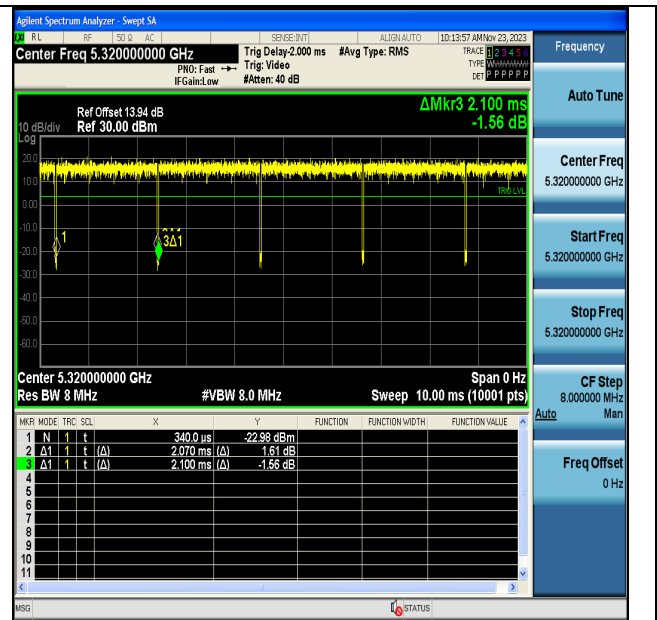 Agilent Spectrum Analyzer - Swept SA
RL RF 50 Ω AC SENSE:INT ALIGN AUTO 10:13:57 AM Nov 23, 2023
Center Freq 5.320000000 GHz
PNO: Fast
IFGain:Low
Trig Delay-2.000 ms
Trig: Video
#Atten: 40 dB
#Avg Type: RMS
TRACE 1 2 3 4 5 6
TYPE WWWWWW
DET P P P P P P
Frequency
Auto Tune
Center Freq
5.320000000 GHz
Start Freq
5.320000000 GHz
Stop Freq
5.320000000 GHz
CF Step
8.000000 MHz
Auto Man
Freq Offset
0 Hz
ΔMkr3 2.100 ms
-1.56 dB
Ref Offset 13.94 dB
10 dB/div Ref 30.00 dBm
Log
20.0
10.0
0.00
-10.0
-20.0
-30.0
-40.0
-50.0
-60.0
TRIG LVL
1
3Δ1
Center 5.320000000 GHz Span 0 Hz
Res BW 8 MHz #VBW 8.0 MHz Sweep 10.00 ms (10001 pts)
MKR MODE TRC SCL X Y FUNCTION FUNCTION WIDTH FUNCTION VALUE
1 N 1 t 340.0 µs -22.98 dBm
2 Δ1 1 t (Δ) 2.070 ms (Δ) 1.61 dB
3 Δ1 1 t (Δ) 2.100 ms (Δ) -1.56 dB
4
5
6
7
8
9
10
11
MSG STATUS